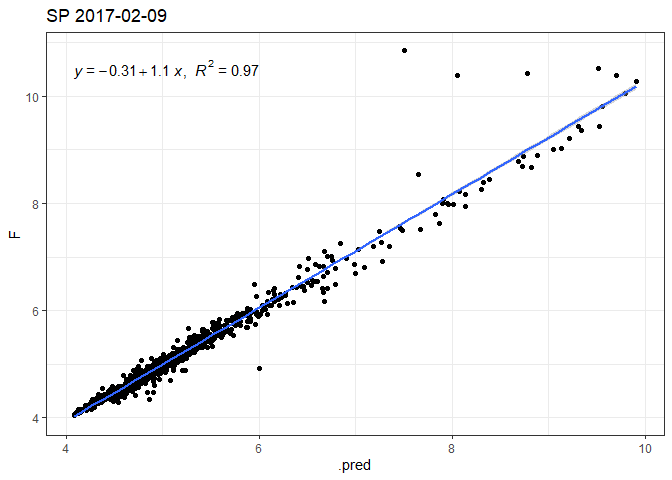 SP 2017-02-09
y = −0.31 + 1.1 x, R² = 0.97
10
8
6
4
F
4 6 8 10
.pred